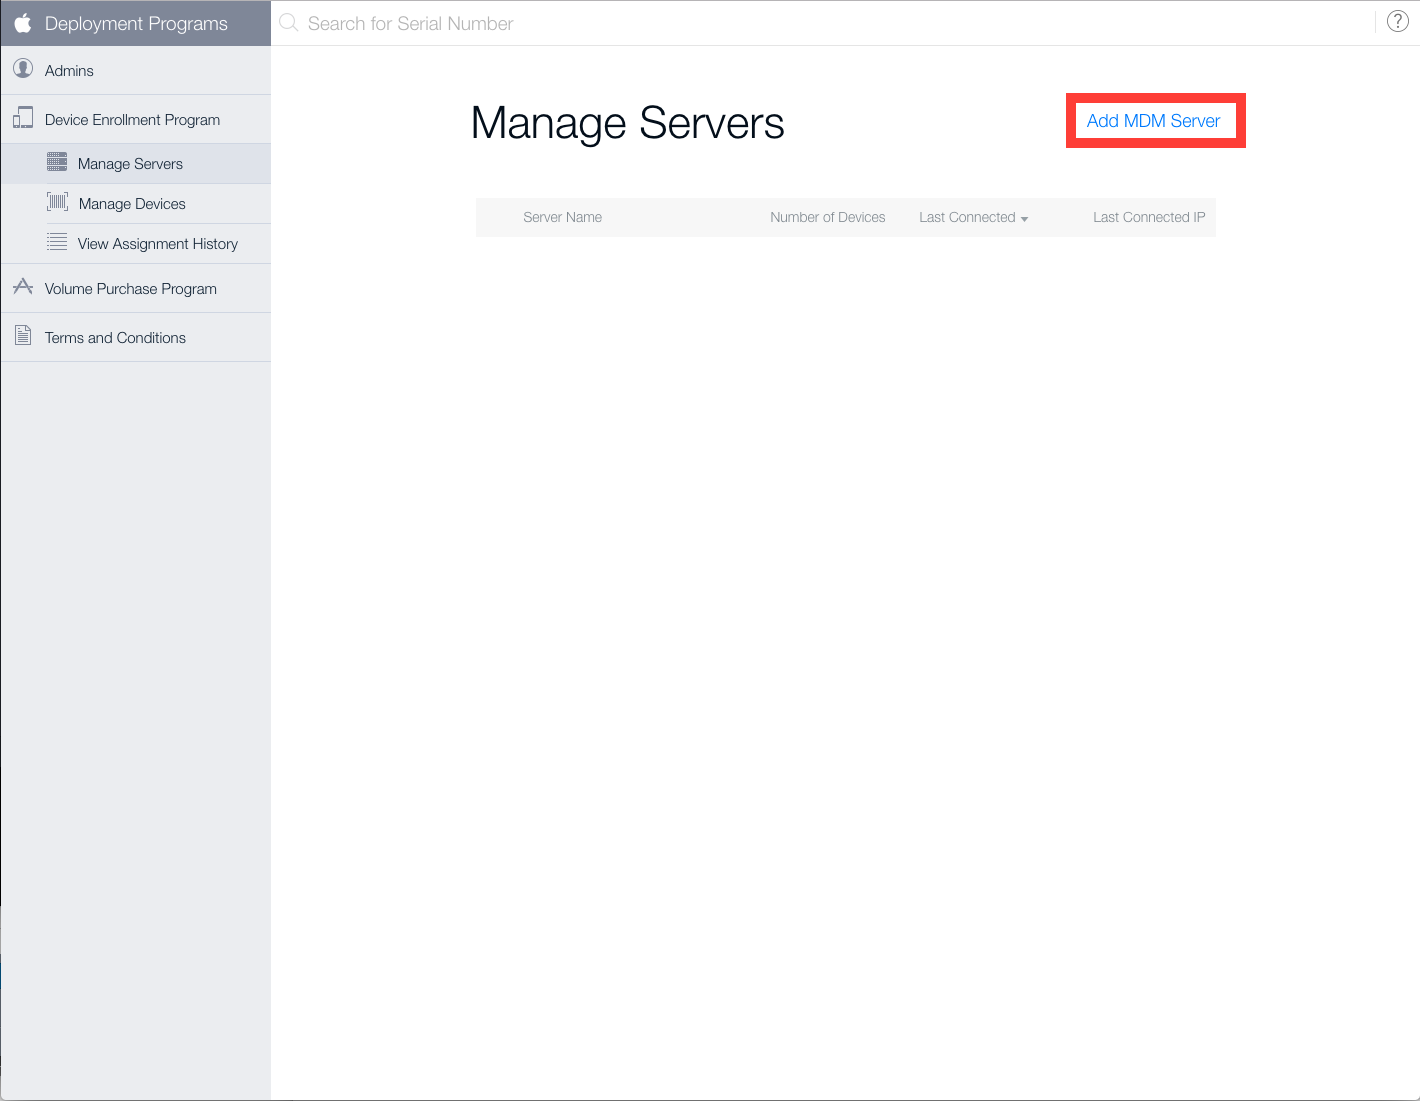 Deployment Programs
Search for Serial Number
?
Admins
Device Enrollment Program
Manage Servers
Manage Devices
View Assignment History
Volume Purchase Program
Terms and Conditions
Manage Servers
Add MDM Server
Server Name Number of Devices Last Connected Last Connected IP